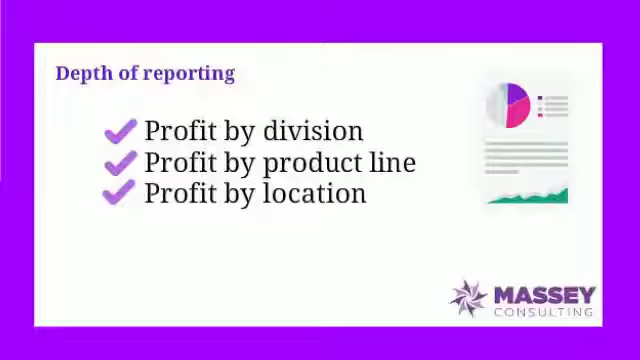 Depth of reporting
Profit by division
Profit by product line
Profit by location
MASSEY
CONSULTING